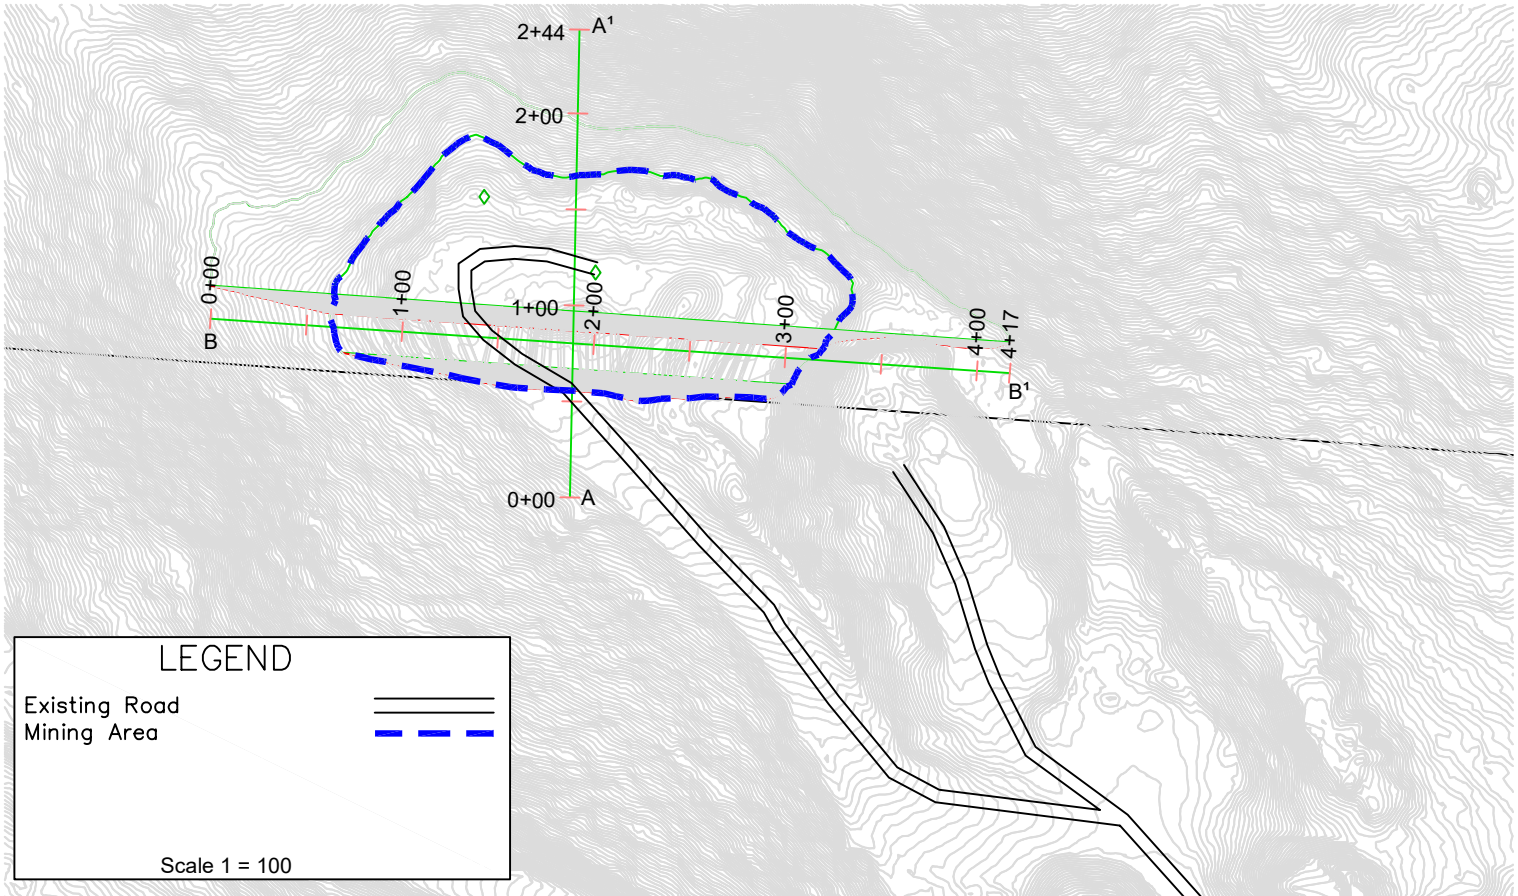 2+44
A¹
2+00
0+00
1+00
1+00
2+00
3+00
4+00
4+17
B
B¹
0+00
A
LEGEND
Existing Road
Mining Area
Scale 1 = 100